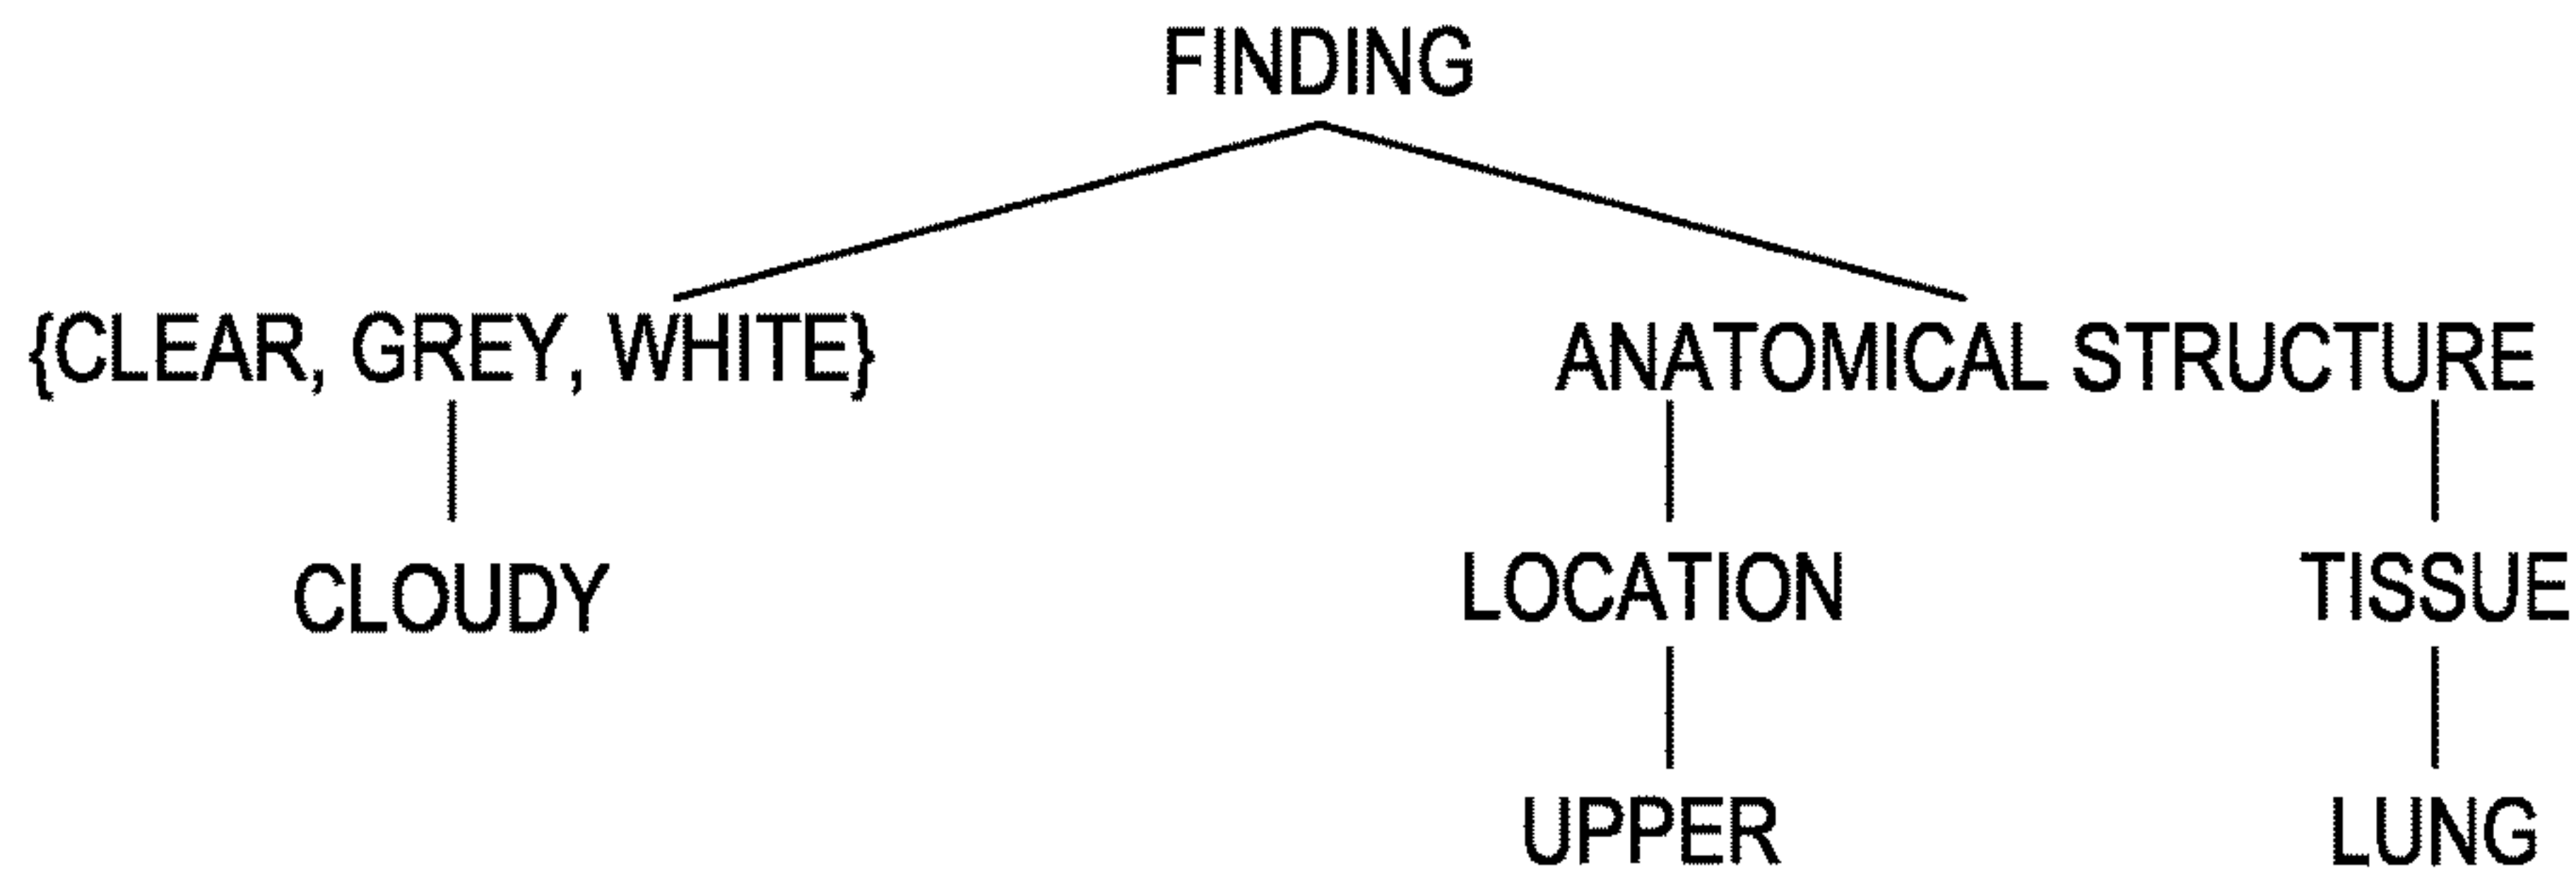 FINDING
{CLEAR, GREY, WHITE}
ANATOMICAL STRUCTURE
CLOUDY
LOCATION
TISSUE
UPPER
LUNG